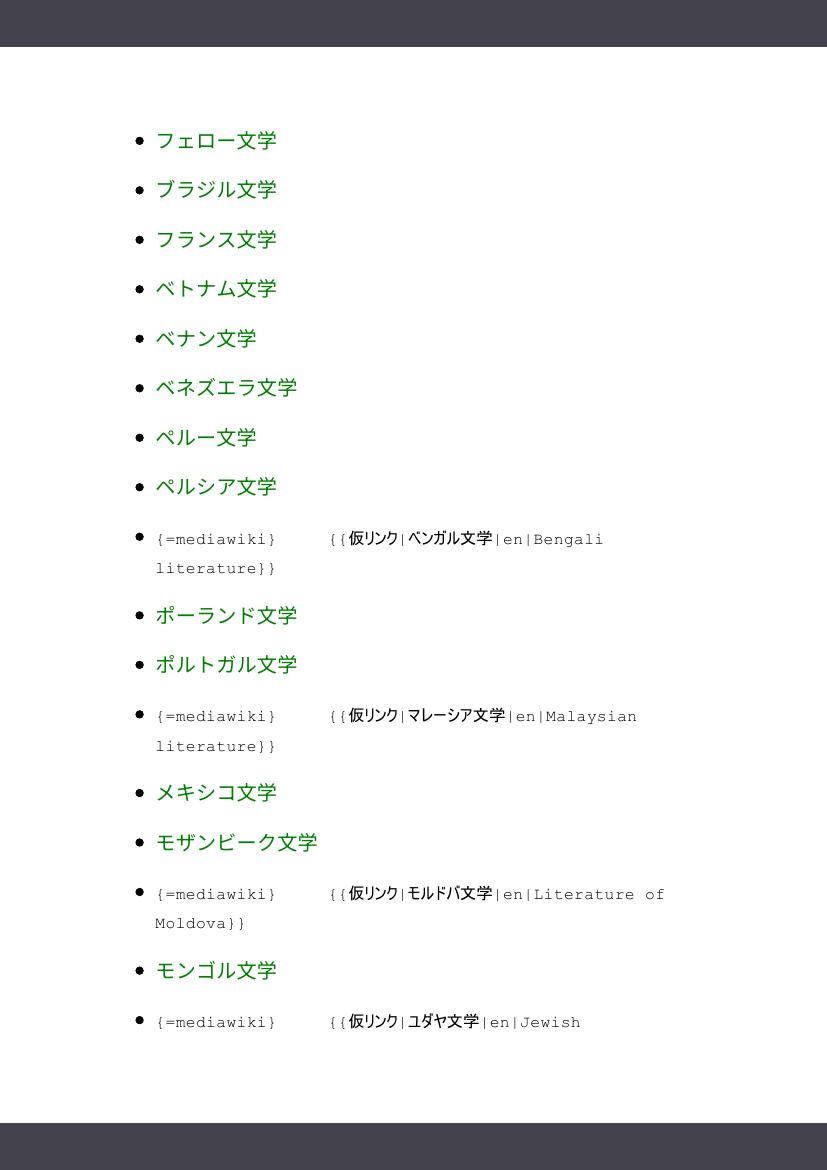 フェロー文学
ブラジル文学
フランス文学
ベトナム文学
ベナン文学
ベネズエラ文学
ペルー文学
ペルシア文学
{=mediawiki} {{仮リンク|ベンガル文学|en|Bengali
literature}}
ポーランド文学
ポルトガル文学
{=mediawiki} {{仮リンク|マレーシア文学|en|Malaysian
literature}}
メキシコ文学
モザンビーク文学
{=mediawiki} {{仮リンク|モルドバ文学|en|Literature of
Moldova}}
モンゴル文学
{=mediawiki} {{仮リンク|ユダヤ文学|en|Jewish